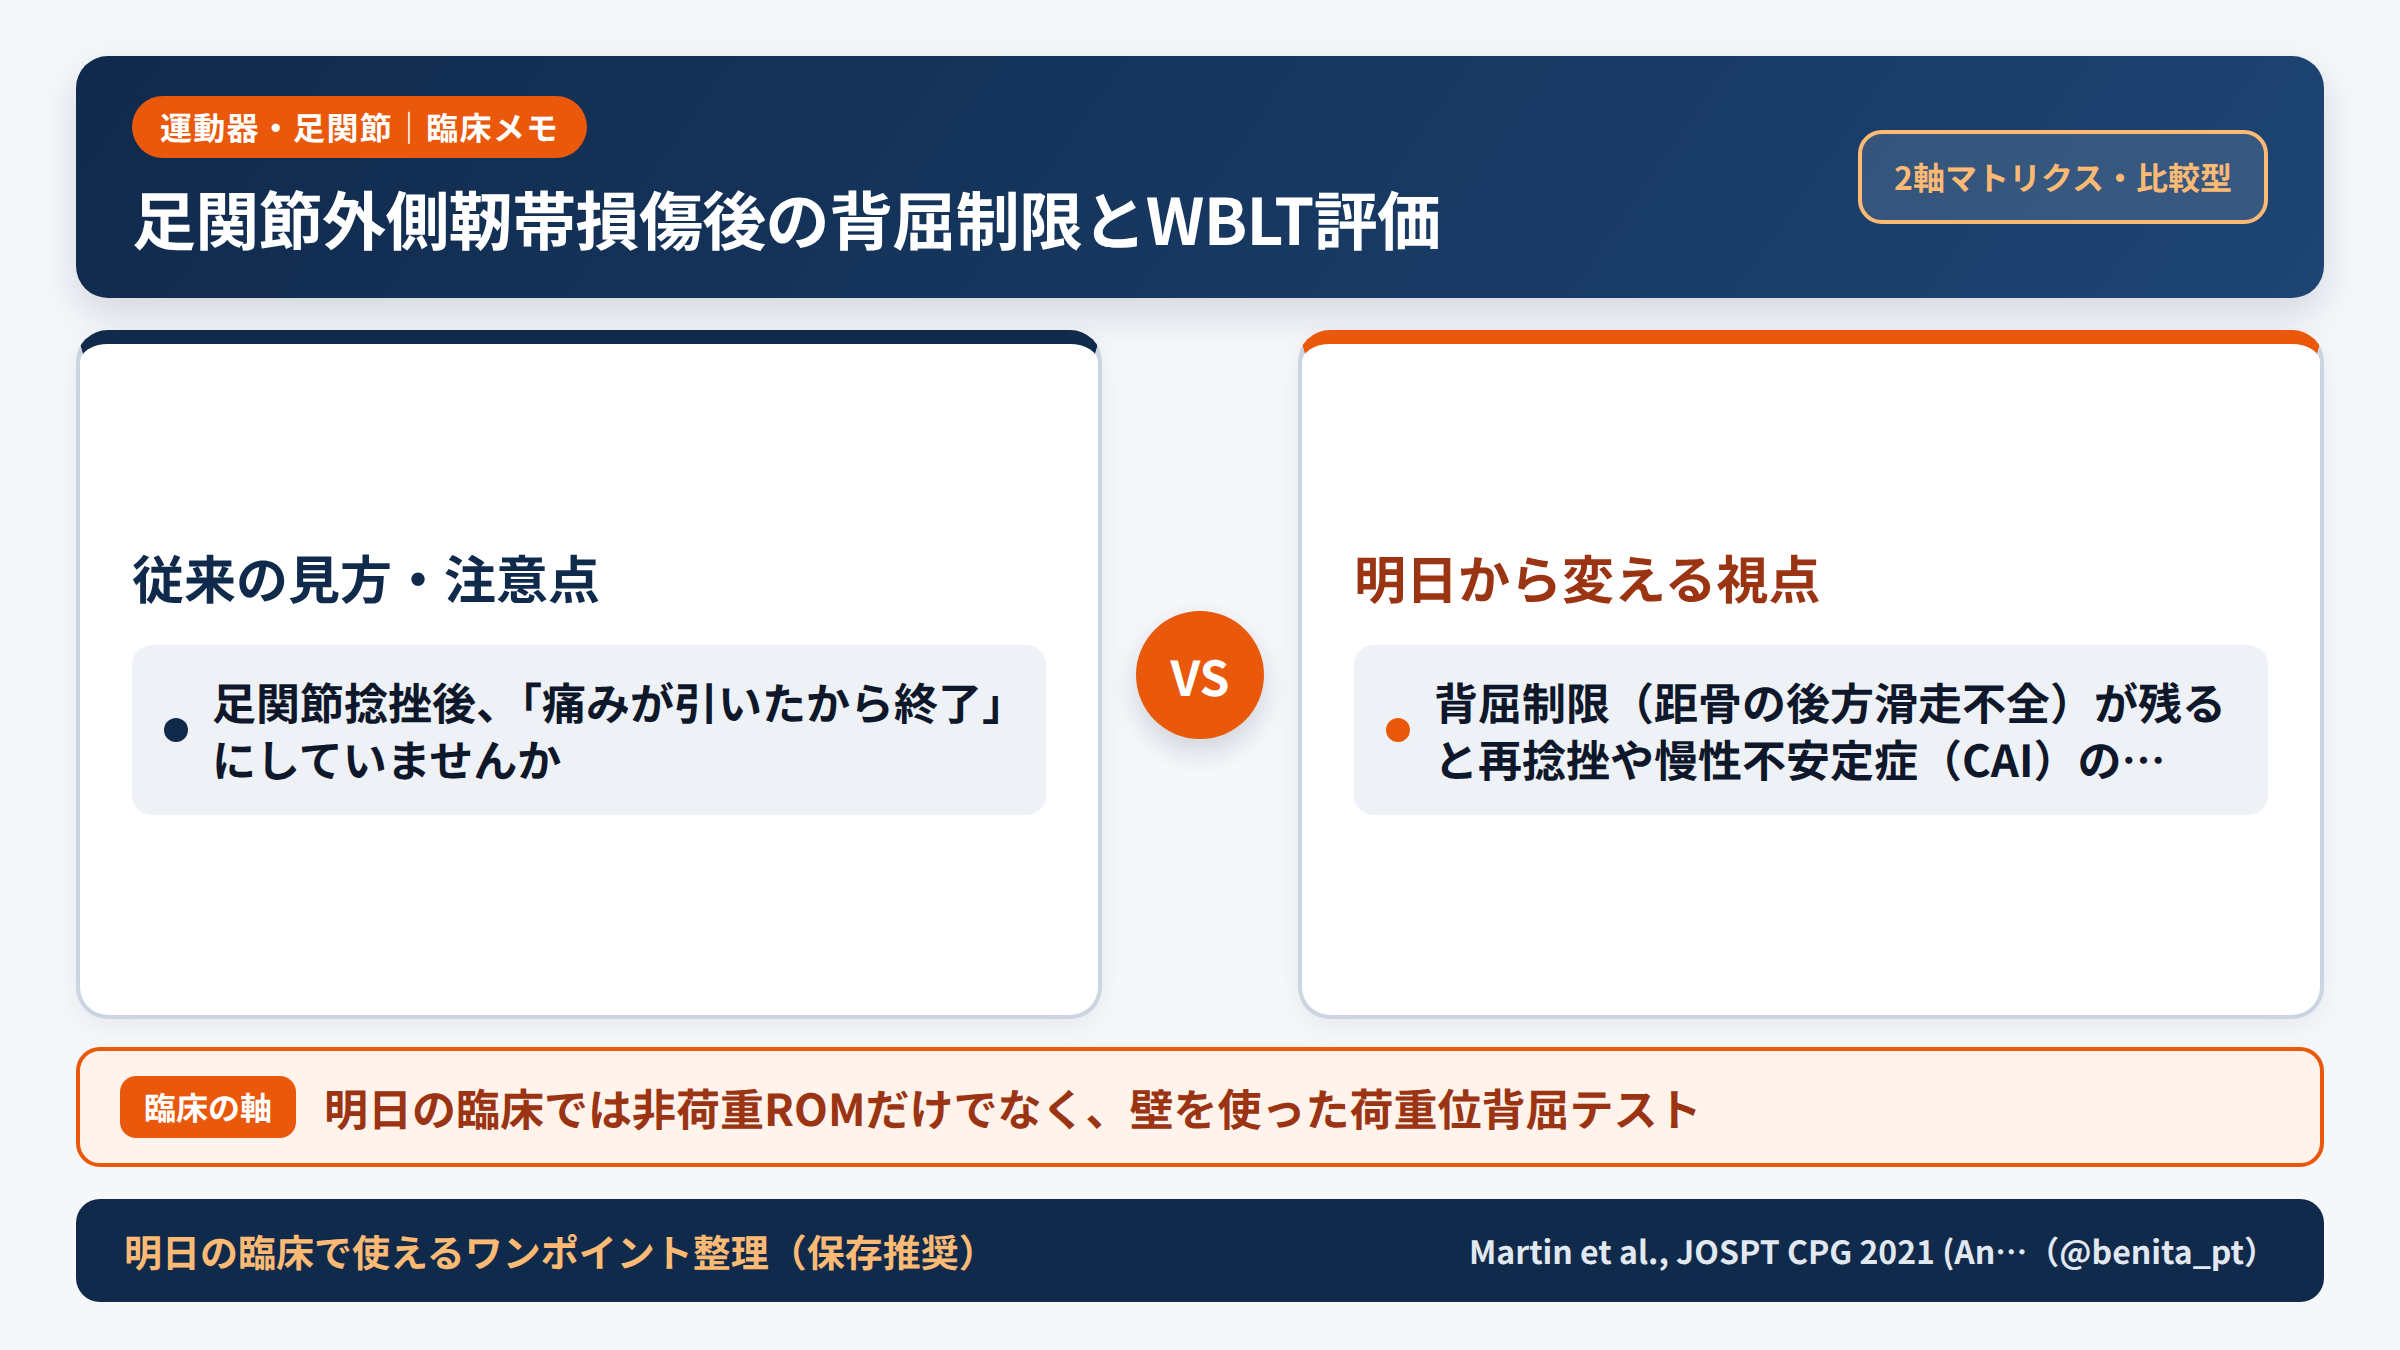 運動器・足関節｜臨床メモ
足関節外側靭帯損傷後の背屈制限とWBLT評価
2軸マトリクス・比較型
従来の見方・注意点
足関節捻挫後、「痛みが引いたから終了」
にしていませんか
VS
明日から変える視点
背屈制限（距骨の後方滑走不全）が残る
と再捻挫や慢性不安定症（CAI）の…
臨床の軸
明日の臨床では非荷重ROMだけでなく、壁を使った荷重位背屈テスト
明日の臨床で使えるワンポイント整理（保存推奨）
Martin et al., JOSPT CPG 2021 (An…（@benita_pt）